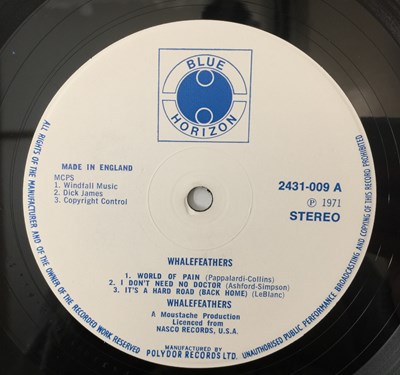 BLUE
HORIZON
MADE IN ENGLAND
MCPS
1. Windfall Music
2. Dick James
3. Copyright Control
2431-009 A
Ⓟ 1971
STEREO
WHALEFEATHERS
1. WORLD OF PAIN (Pappalardi-Collins)
2. I DON'T NEED NO DOCTOR (Ashford-Simpson)
3. IT'S A HARD ROAD (BACK HOME) (LeBlanc)
WHALEFEATHERS
A Moustache Production
Licenced from
NASCO RECORDS, U.S.A.
MANUFACTURED BY
POLYDOR RECORDS LTD.
ALL RIGHTS OF THE MANUFACTURER AND OF THE OWNER OF THE RECORDED WORK RESERVED
UNAUTHORISED PUBLIC PERFORMANCE BROADCASTING AND COPYING OF THIS RECORD PROHIBITED